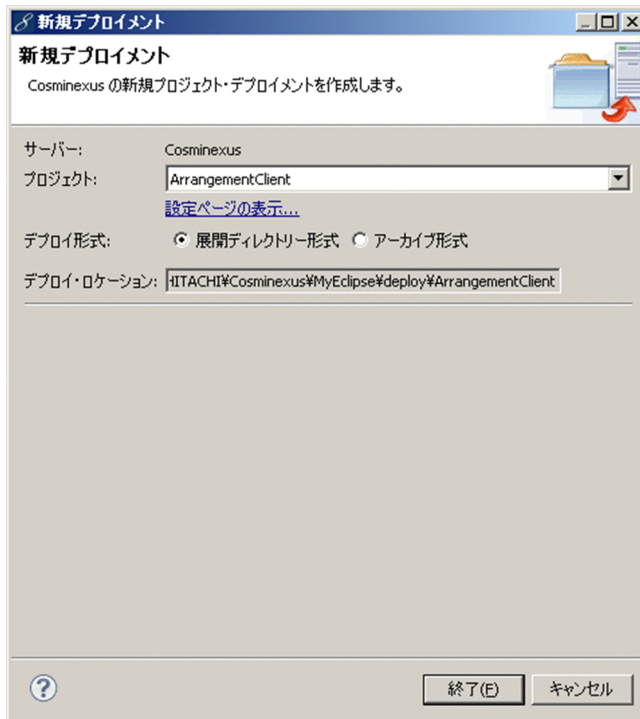 新規デプロイメント
新規デプロイメント
Cosminexus の新規プロジェクト・デプロイメントを作成します。
サーバー: Cosminexus
プロジェクト: ArrangementClient
設定ページの表示...
デプロイ形式: 展開ディレクトリー形式 アーカイブ形式
デプロイ・ロケーション: HITACHI¥Cosminexus¥MyEclipse¥deploy¥ArrangementClient
終了(F) キャンセル